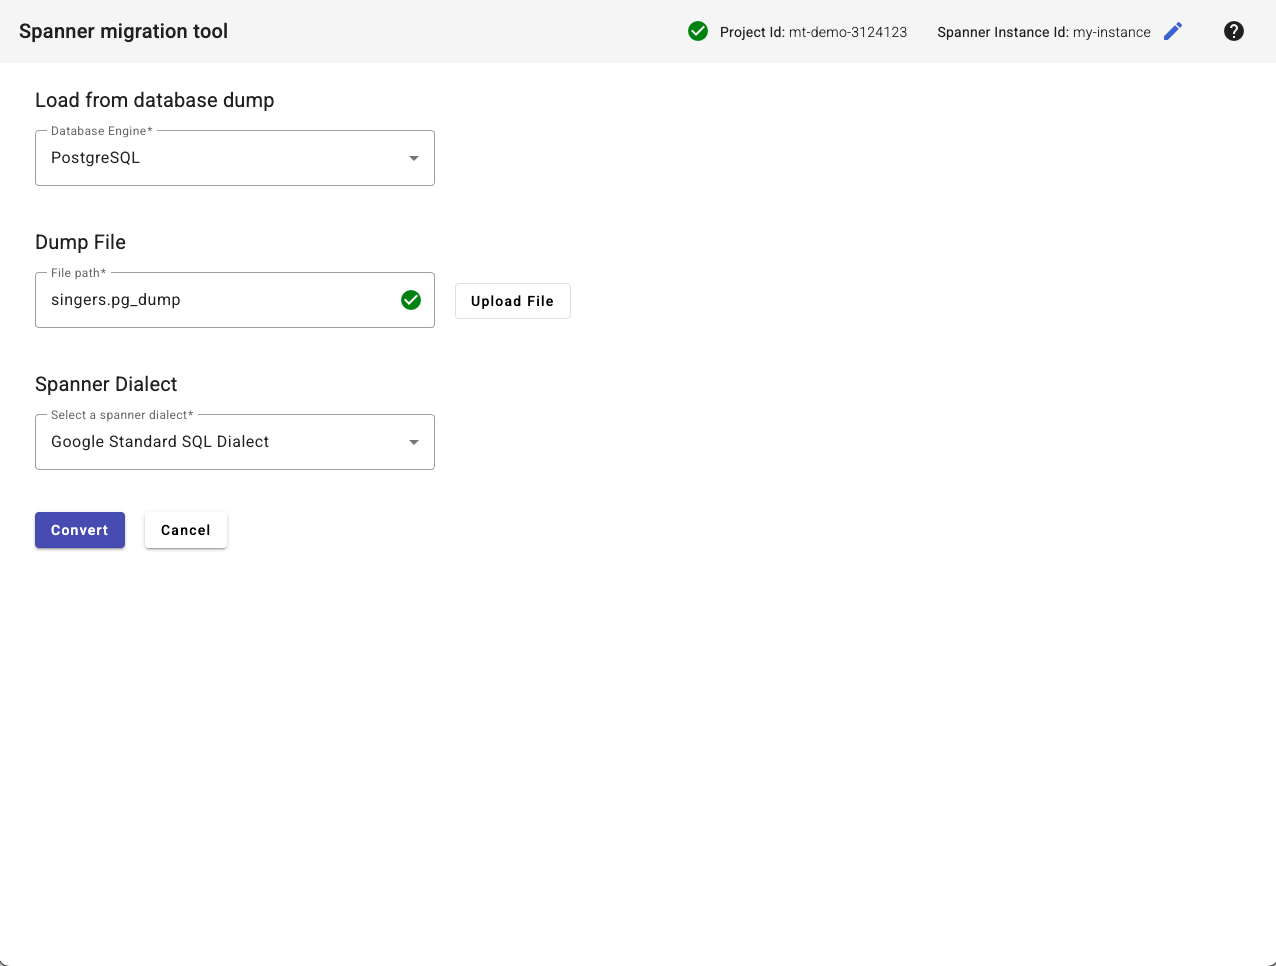 Spanner migration tool
Project Id: mt-demo-3124123 Spanner Instance Id: my-instance
Load from database dump
Database Engine*
PostgreSQL
Dump File
File path*
singers.pg_dump
Upload File
Spanner Dialect
Select a spanner dialect*
Google Standard SQL Dialect
Convert Cancel